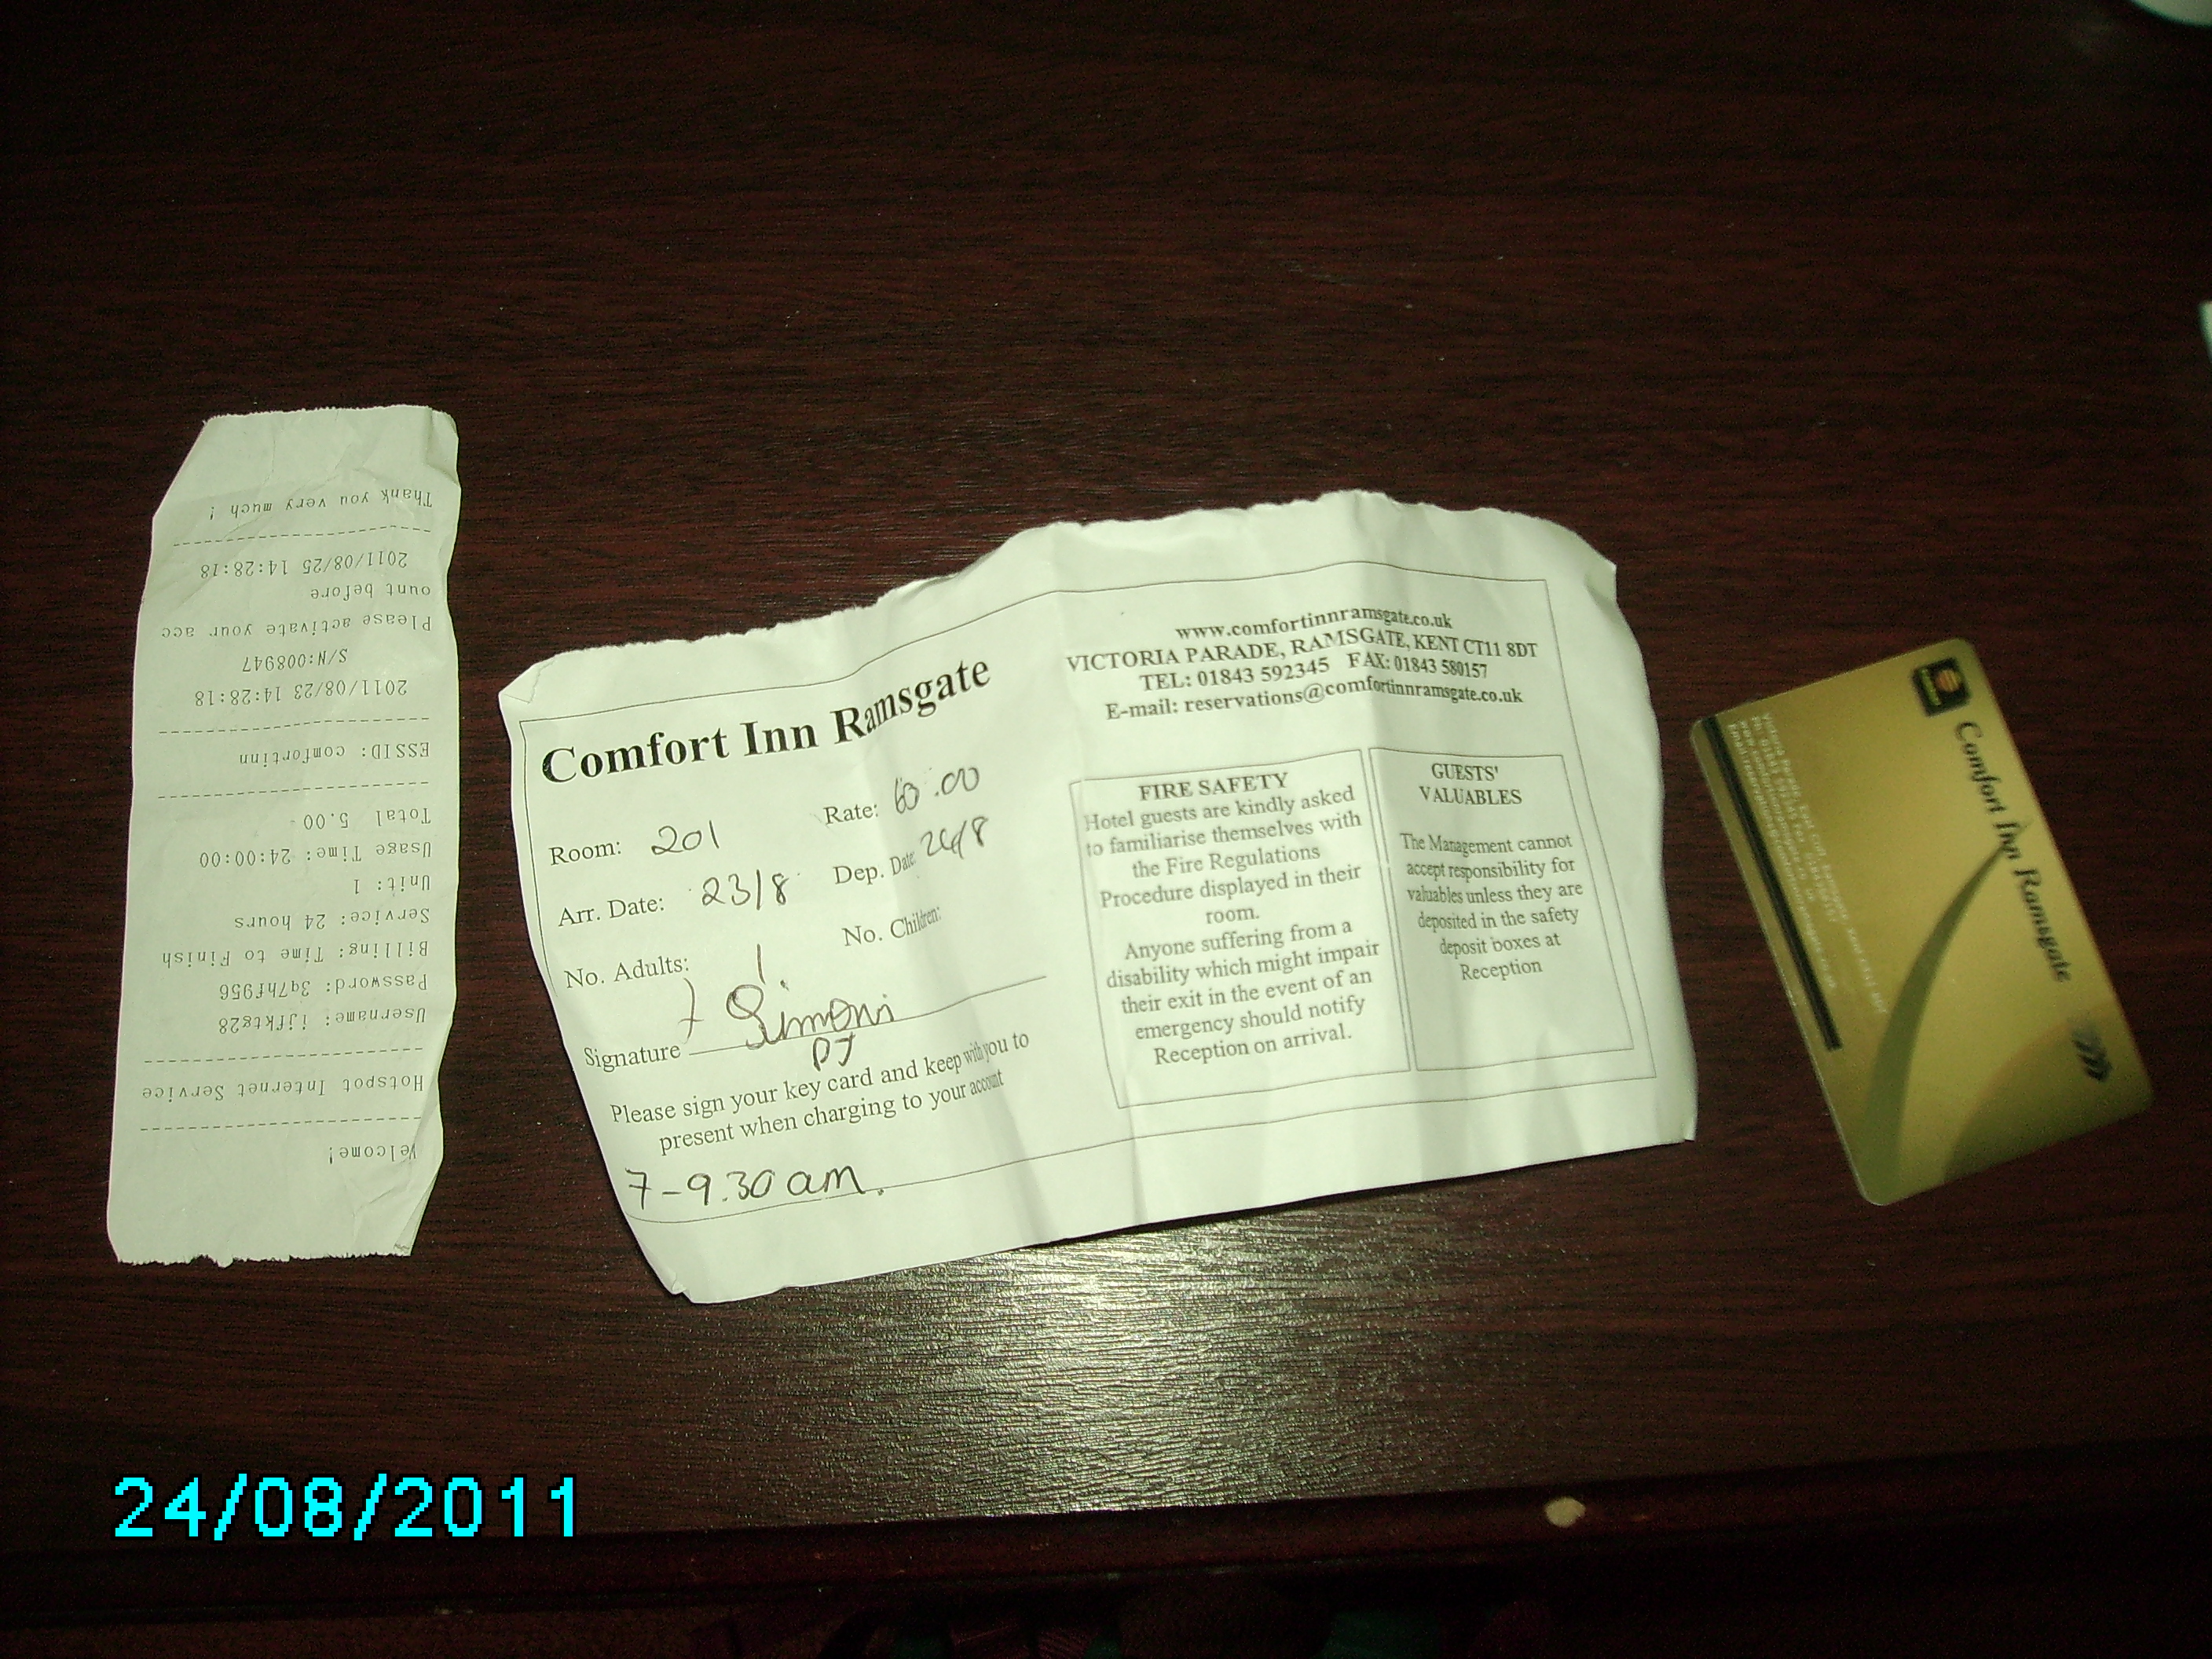 Welcome!
Hotspot Internet Service
Username: ijfktg28
Password: 3q7hf956
Billing: Time to Finish
Service: 24 hours
Unit: 1
Usage Time: 24:00:00
Total 5.00
ESSID: comfortinn
2011/08/23 14:28:18
S/N:008947
Please activate your acc
ount before
2011/08/25 14:28:18
Thank you very much !
Comfort Inn Ramsgate
Room: 201
Rate: 60.00
Arr. Date: 23/8
Dep. Date: 26/8
No. Adults: 1
No. Children:
Signature Simoni
PJ
Please sign your key card and keep with you to
present when charging to your account
7-9.30 am.
www.comfortinnramsgate.co.uk
VICTORIA PARADE, RAMSGATE, KENT CT11 8DT
TEL: 01843 592345 FAX: 01843 580157
E-mail: reservations@comfortinnramsgate.co.uk
FIRE SAFETY
Hotel guests are kindly asked
to familiarise themselves with
the Fire Regulations
Procedure displayed in their
room.
Anyone suffering from a
disability which might impair
their exit in the event of an
emergency should notify
Reception on arrival.
GUESTS'
VALUABLES
The Management cannot
accept responsibility for
valuables unless they are
deposited in the safety
deposit boxes at
Reception
Comfort Inn Ramsgate
24/08/2011